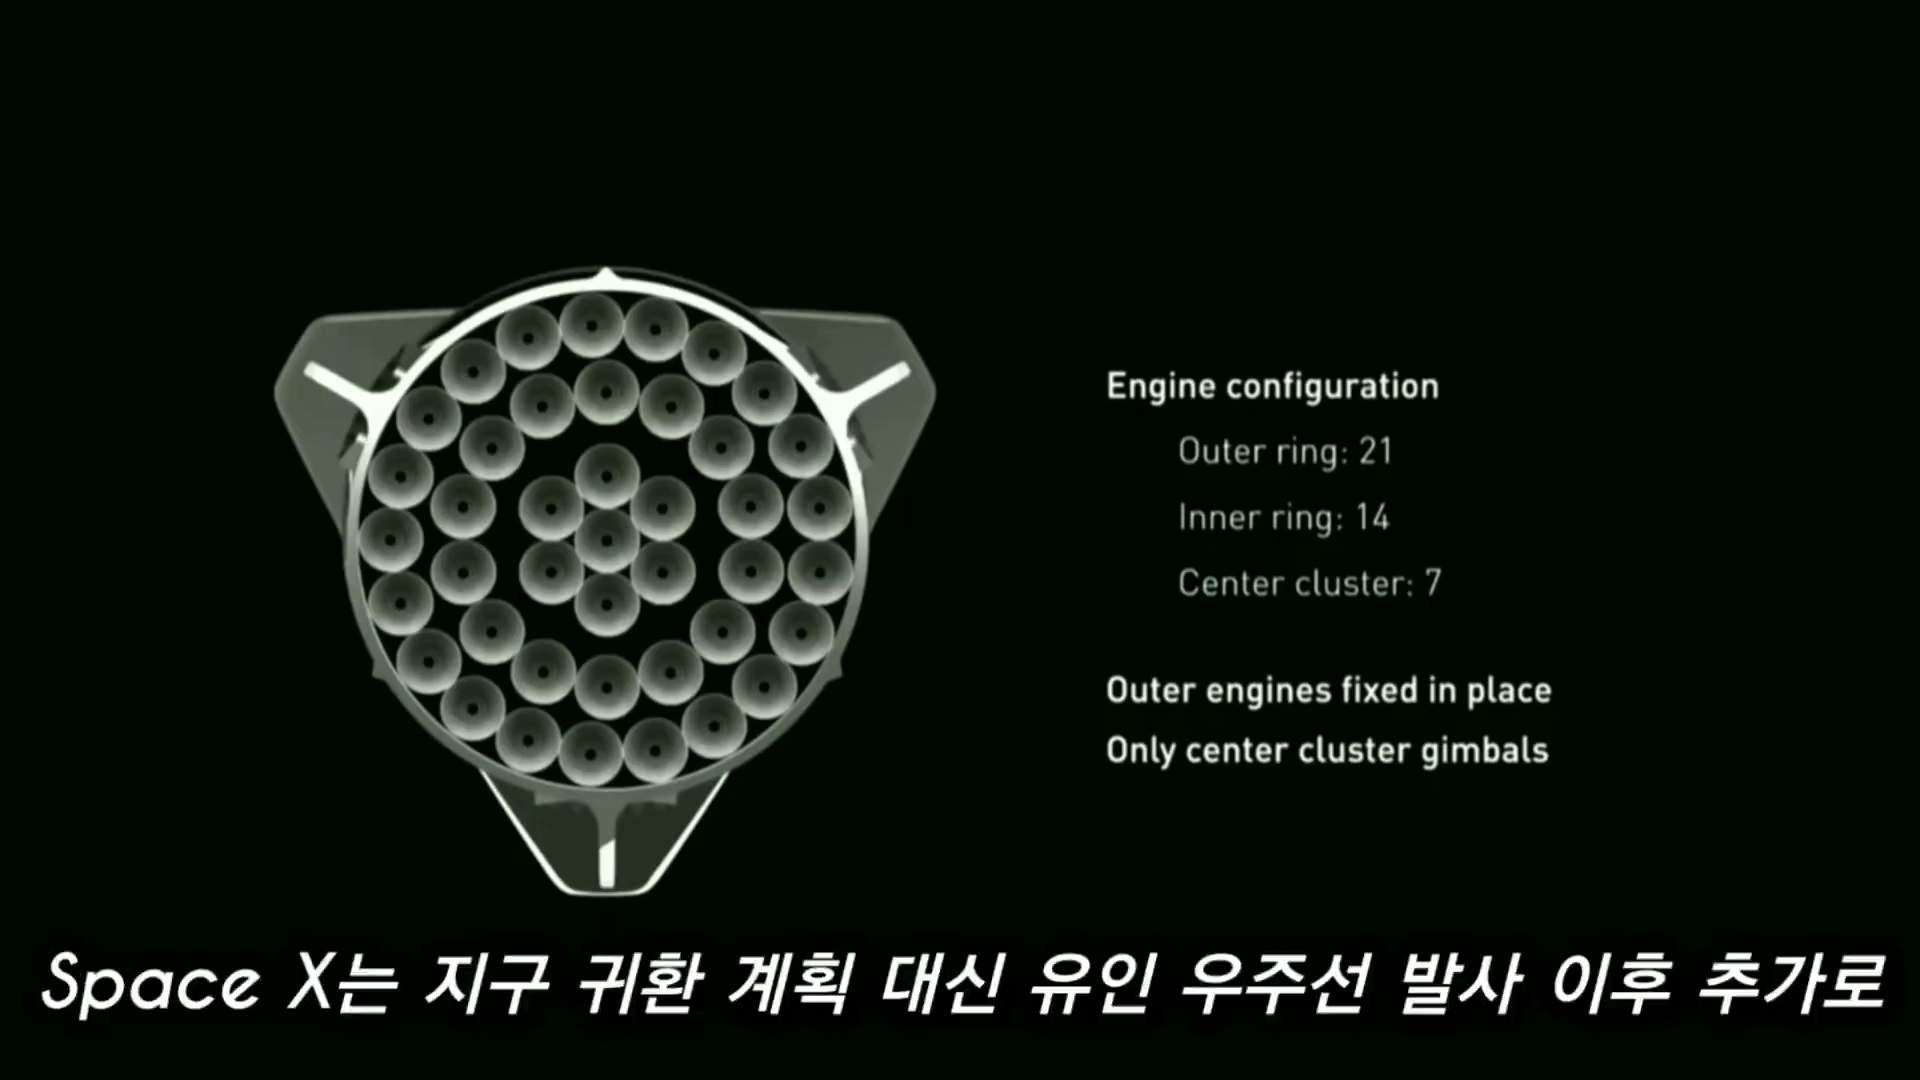 Engine configuration
Outer ring: 21
Inner ring: 14
Center cluster: 7
Outer engines fixed in place
Only center cluster gimbals
Space X는 지구 귀환 계획 대신 유인 우주선 발사 이후 추가로